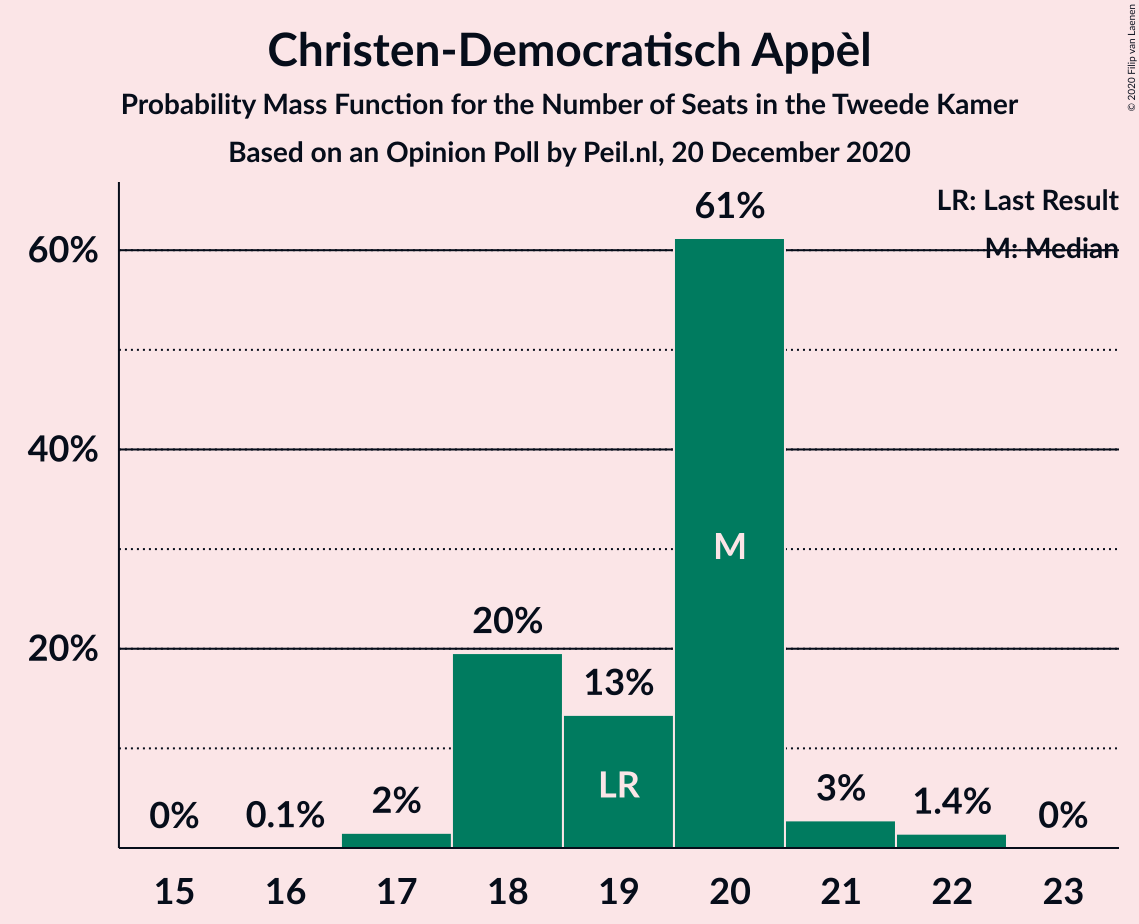 Christen-Democratisch Appèl
Probability Mass Function for the Number of Seats in the Tweede Kamer
Based on an Opinion Poll by Peil.nl, 20 December 2020
© 2020 Filip van Laenen
LR: Last Result
M: Median
60%
40%
20%
0%
0.1%
2%
20%
13%
61%
3%
1.4%
0%
LR
M
15 16 17 18 19 20 21 22 23